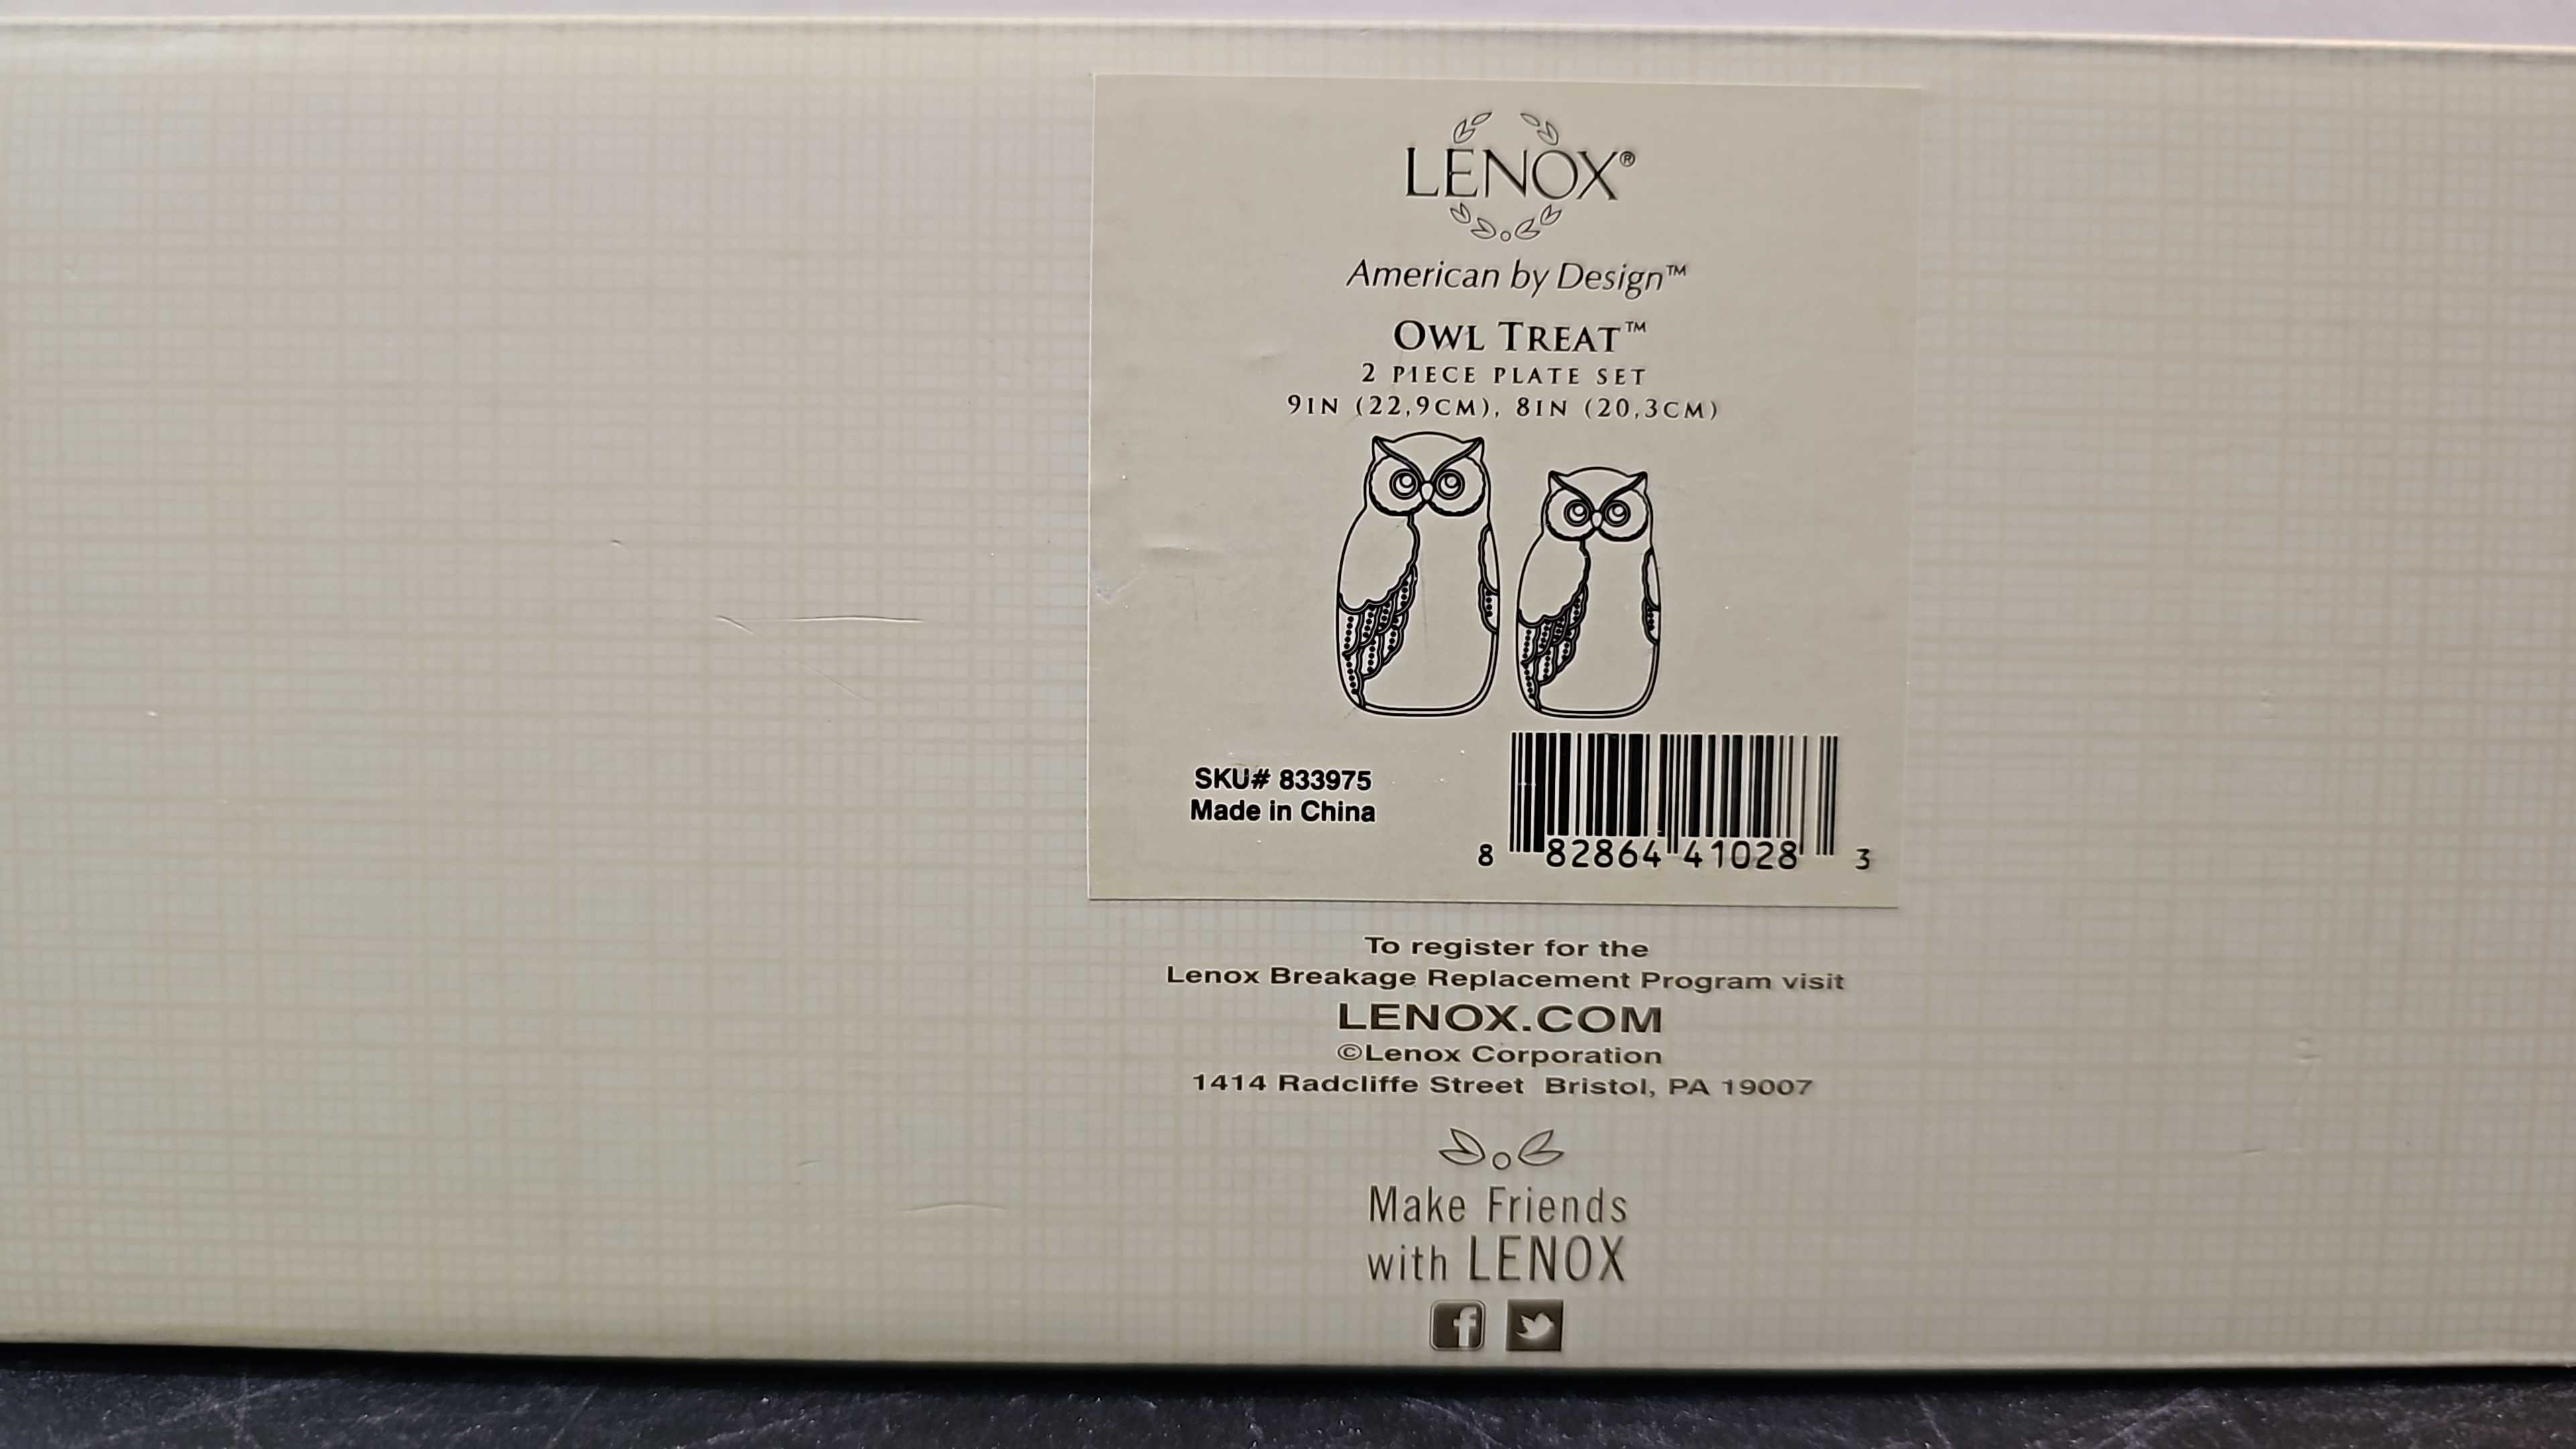 LENOX®
American by Design™
OWL TREAT™
2 PIECE PLATE SET
9IN (22,9CM), 8IN (20,3CM)
SKU# 833975
Made in China
8 82864 41028 3
To register for the
Lenox Breakage Replacement Program visit
LENOX.COM
©Lenox Corporation
1414 Radcliffe Street Bristol, PA 19007
Make Friends
with LENOX
f